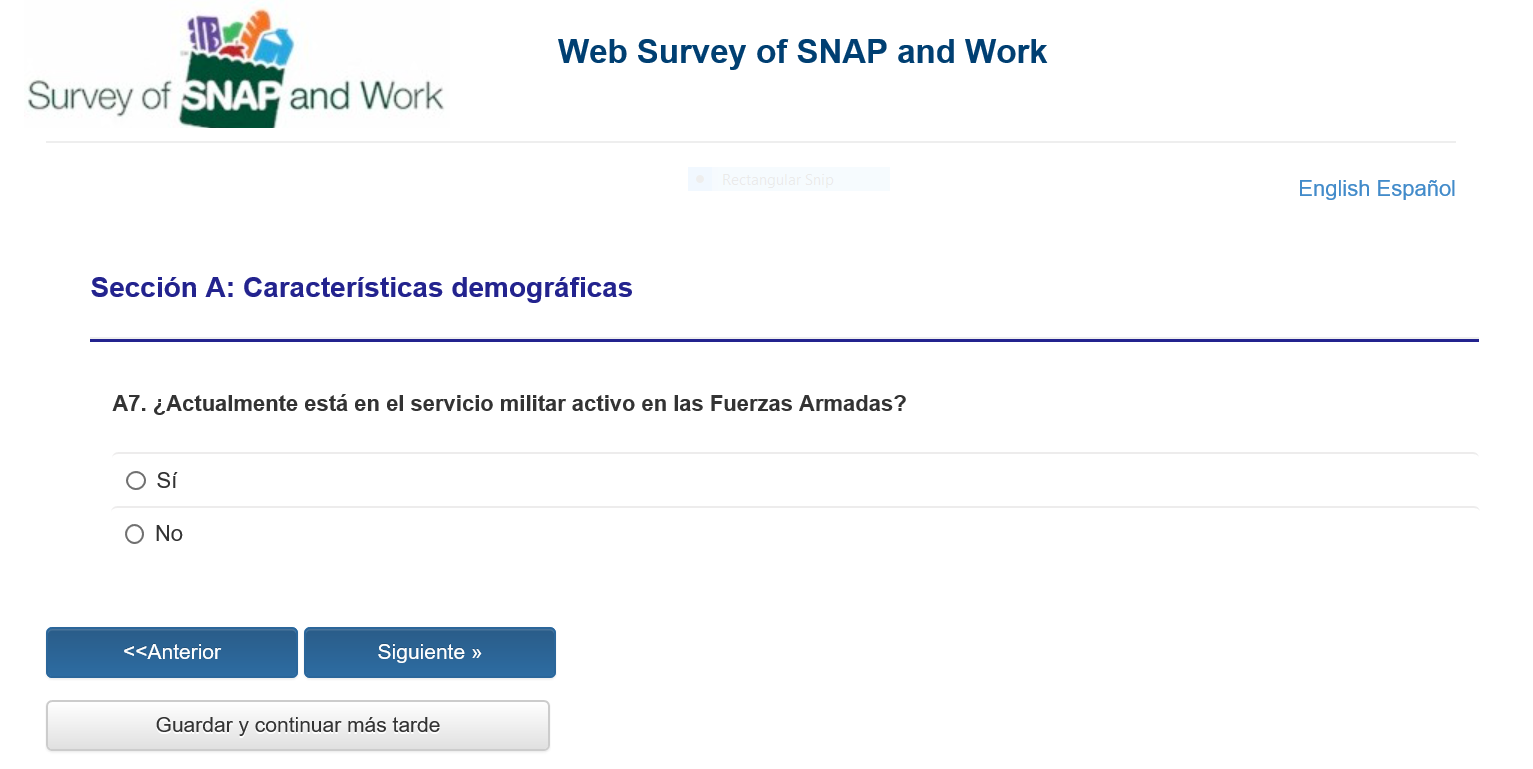 Survey of SNAP and Work
Web Survey of SNAP and Work
Rectangular Snip
English Español
Sección A: Características demográficas
A7. ¿Actualmente está en el servicio militar activo en las Fuerzas Armadas?
Sí
No
<<Anterior
Siguiente »
Guardar y continuar más tarde